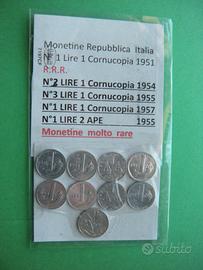 Monetine Repubblica Italia
N° 1 Lire 1 Cornucopia 1951
R.R.R.
N°2 LIRE 1 Cornucopia 1954
N°3 LIRE 1 Cornucopia 1955
N°1 LIRE 1 Cornucopia 1957
N°1 LIRE 2 APE 1955
Monetine molto rare
subito